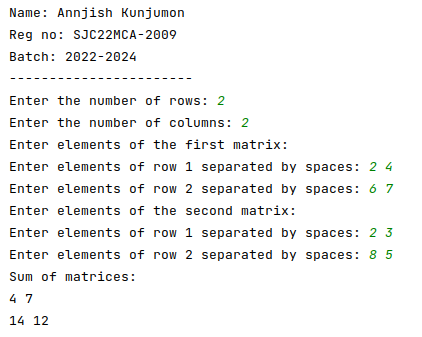 Name: Annjish Kunjumon
Reg no: SJC22MCA-2009
Batch: 2022-2024
-----------------------
Enter the number of rows: 2
Enter the number of columns: 2
Enter elements of the first matrix:
Enter elements of row 1 separated by spaces: 2 4
Enter elements of row 2 separated by spaces: 6 7
Enter elements of the second matrix:
Enter elements of row 1 separated by spaces: 2 3
Enter elements of row 2 separated by spaces: 8 5
Sum of matrices:
4 7
14 12